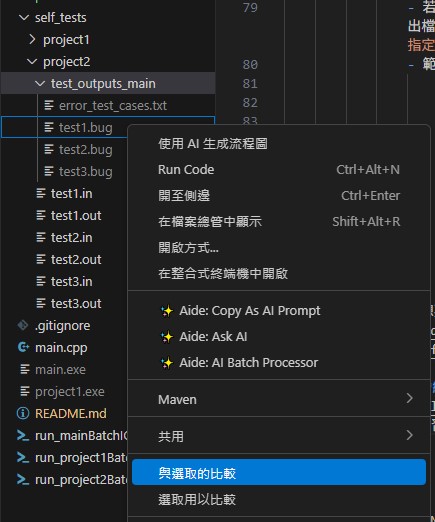 self_tests
project1
project2
test_outputs_main
error_test_cases.txt
test1.bug
test2.bug
test3.bug
test1.in
test1.out
test2.in
test2.out
test3.in
test3.out
.gitignore
main.cpp
main.exe
project1.exe
README.md
run_mainBatchIC
run_project1Bat
run_project2Bat
79
- 若
出檔
指定
80
- 範
81
82
83
使用 AI 生成流程圖
Run Code Ctrl+Alt+N
開至側邊 Ctrl+Enter
在檔案總管中顯示 Shift+Alt+R
開啟方式...
在整合式終端機中開啟
Aide: Copy As AI Prompt
Aide: Ask AI
Aide: AI Batch Processor
Maven
共用
與選取的比較
選取用以比較